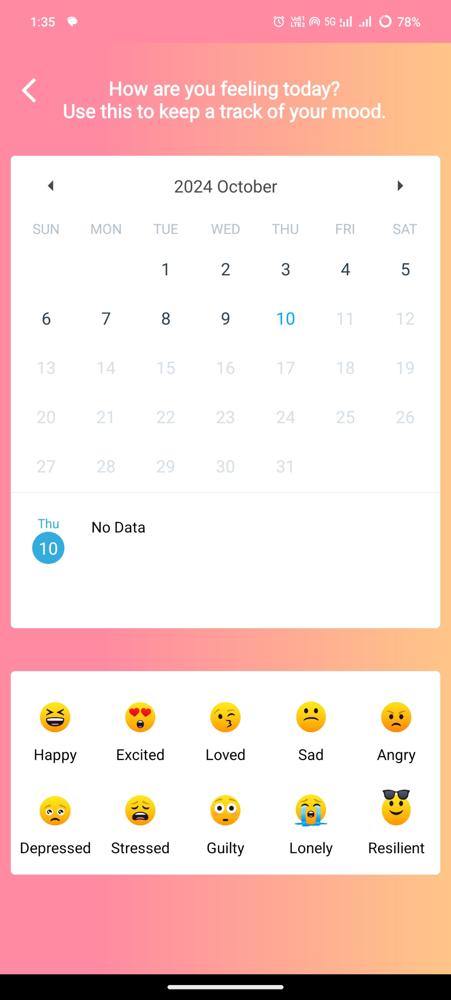 1:35 Vo)) 1 LTE2 5G 78%
How are you feeling today?
Use this to keep a track of your mood.
2024 October
SUN MON TUE WED THU FRI SAT
1 2 3 4 5
6 7 8 9 10 11 12
13 14 15 16 17 18 19
20 21 22 23 24 25 26
27 28 29 30 31
Thu No Data
10
Happy Excited Loved Sad Angry
Depressed Stressed Guilty Lonely Resilient